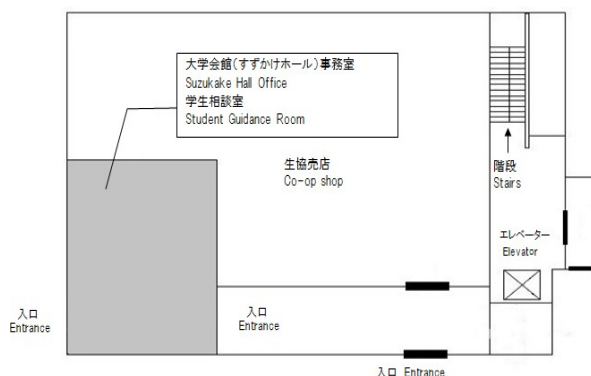 大学会館(すずかけホール)事務室
Suzukake Hall Office
学生相談室
Student Guidance Room
生協売店
Co-op shop
階段
Stairs
エレベーター
Elevator
入口
Entrance
入口
Entrance
入口 Entrance